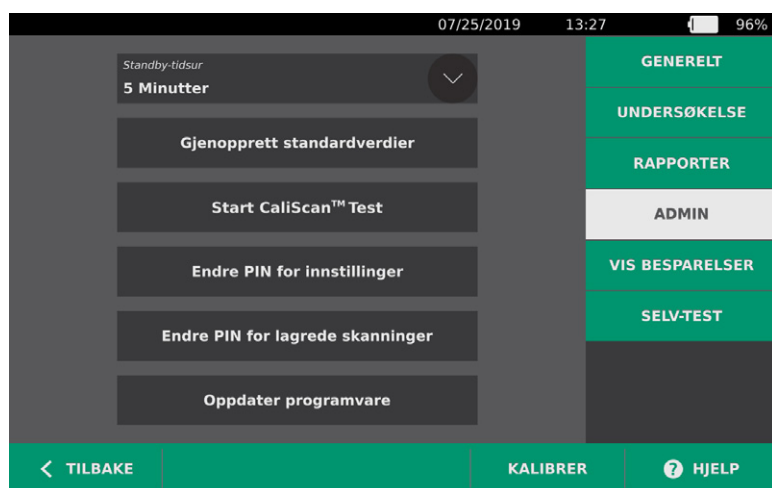 07/25/2019 13:27 96%
Standby-tidsur
5 Minutter
Gjenopprett standardverdier
Start CaliScan™ Test
Endre PIN for innstillinger
Endre PIN for lagrede skanninger
Oppdater programvare
GENERELT
UNDERSØKELSE
RAPPORTER
ADMIN
VIS BESPARELSER
SELV-TEST
TILBAKE
KALIBRER
? HJELP